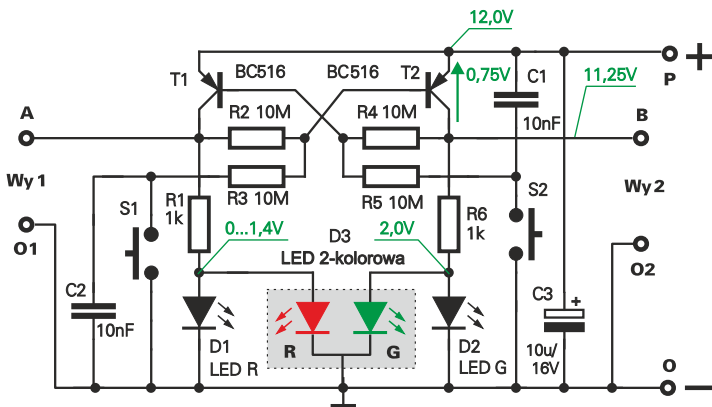 12,0V
BC516
BC516
T1
T2
0,75V
C1
11,25V
P
+
A
R2 10M
R4 10M
10nF
B
Wy 1
R3 10M
R5 10M
S2
Wy 2
S1
R1
1k
R6
1k
0...1,4V
D3
2,0V
LED 2-kolorowa
O1
O2
C2
10nF
C3
+
10u/
16V
D1
LED R
R
G
D2
LED G
O
−